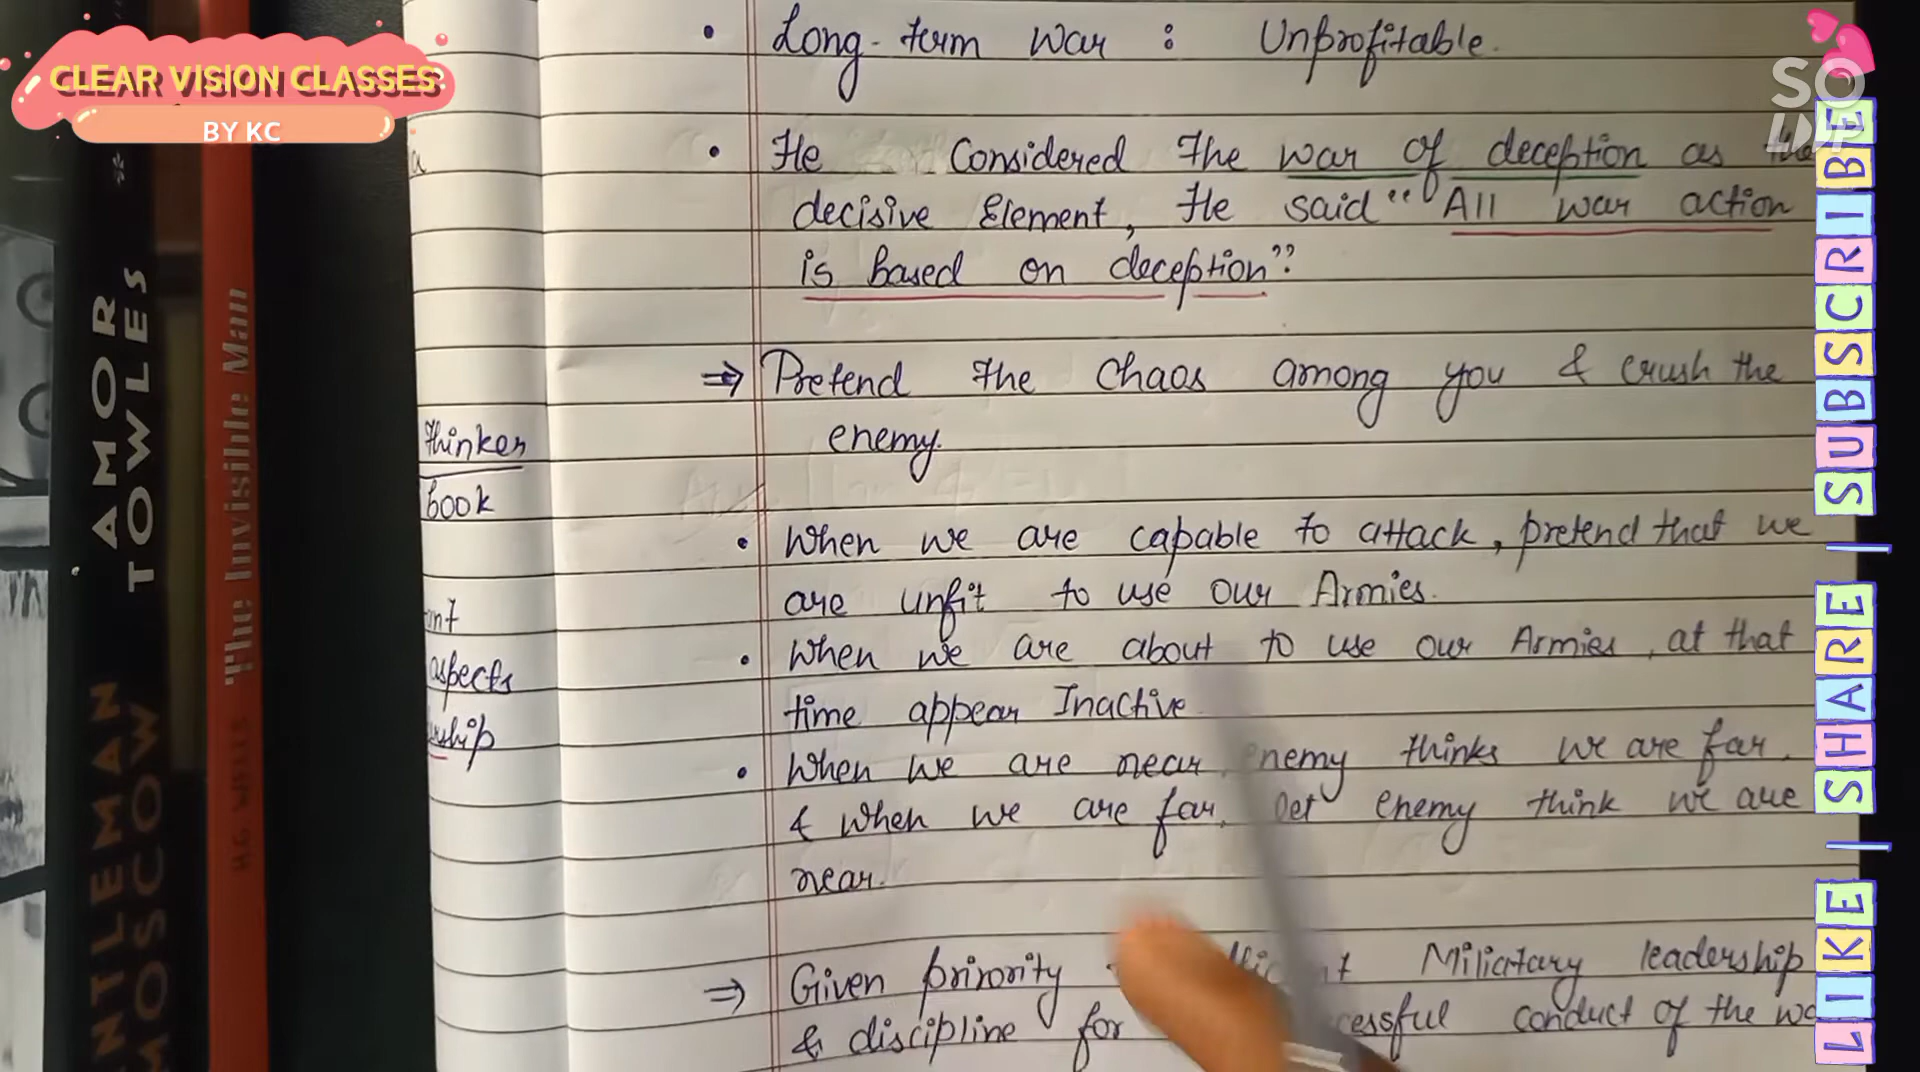 CLEAR VISION CLASSES
BY KC
SO
AMOR
TOWLES
The Invisible Man
H.G. WELLS
MOSCOW
thinker
book
aspects
• Long-term War : Unprofitable.
• He Considered the war of deception as the
decisive Element, He said "All war action
is based on deception".
⇒ Pretend the Chaos among you & crush the
enemy.
• When we are capable to attack, pretend that we
are unfit to use our Armies.
• When we are about to use our Armies, at that
time appear Inactive
• When we are near enemy thinks we are far.
& when we are far, let enemy think we are
near.
⇒ Given prirority Miliatary leadership
& discipline for conduct of the
LIKE | SHARE | SUBSCRIBE